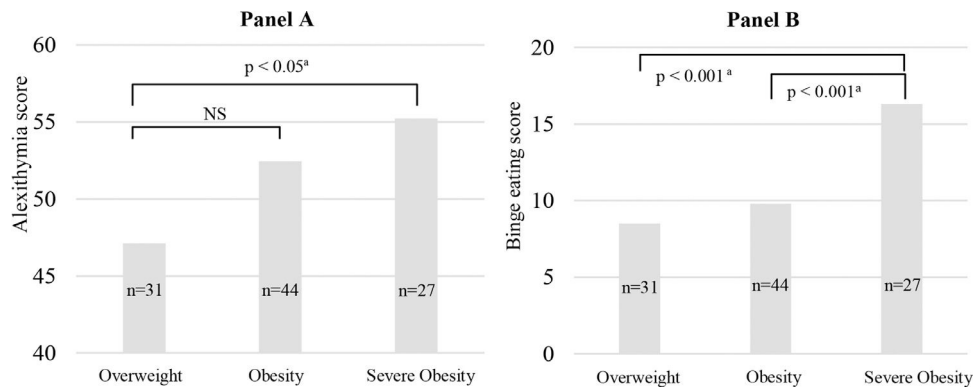 Panel A
Alexithymia score
60
55
50
45
40
p < 0.05ᵃ
NS
n=31
n=44
n=27
Overweight
Obesity
Severe Obesity
Panel B
Binge eating score
20
15
10
5
0
p < 0.001ᵃ
p < 0.001ᵃ
n=31
n=44
n=27
Overweight
Obesity
Severe Obesity